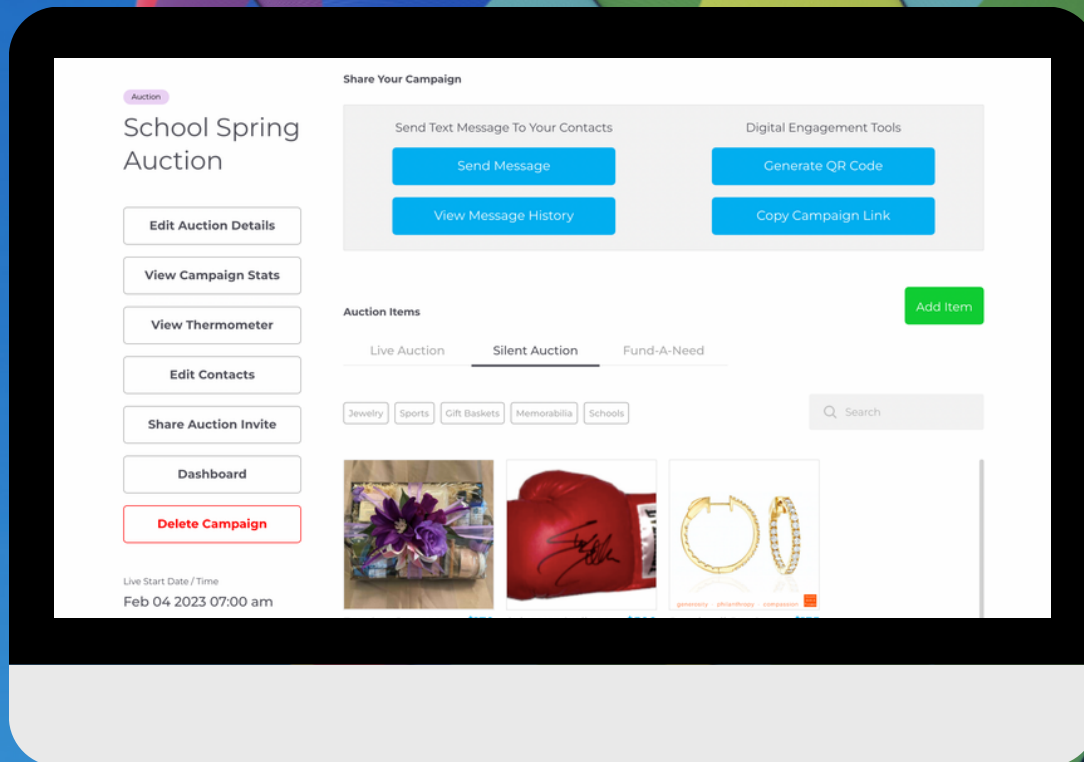 Auction
School Spring
Auction
Edit Auction Details
View Campaign Stats
View Thermometer
Edit Contacts
Share Auction Invite
Dashboard
Delete Campaign
Live Start Date / Time
Feb 04 2023 07:00 am
Share Your Campaign
Send Text Message To Your Contacts
Send Message
View Message History
Digital Engagement Tools
Generate QR Code
Copy Campaign Link
Auction Items
Add Item
Live Auction Silent Auction Fund-A-Need
Jewelry Sports Gift Baskets Memorabilia Schools
Search
generosity philanthropy compassion